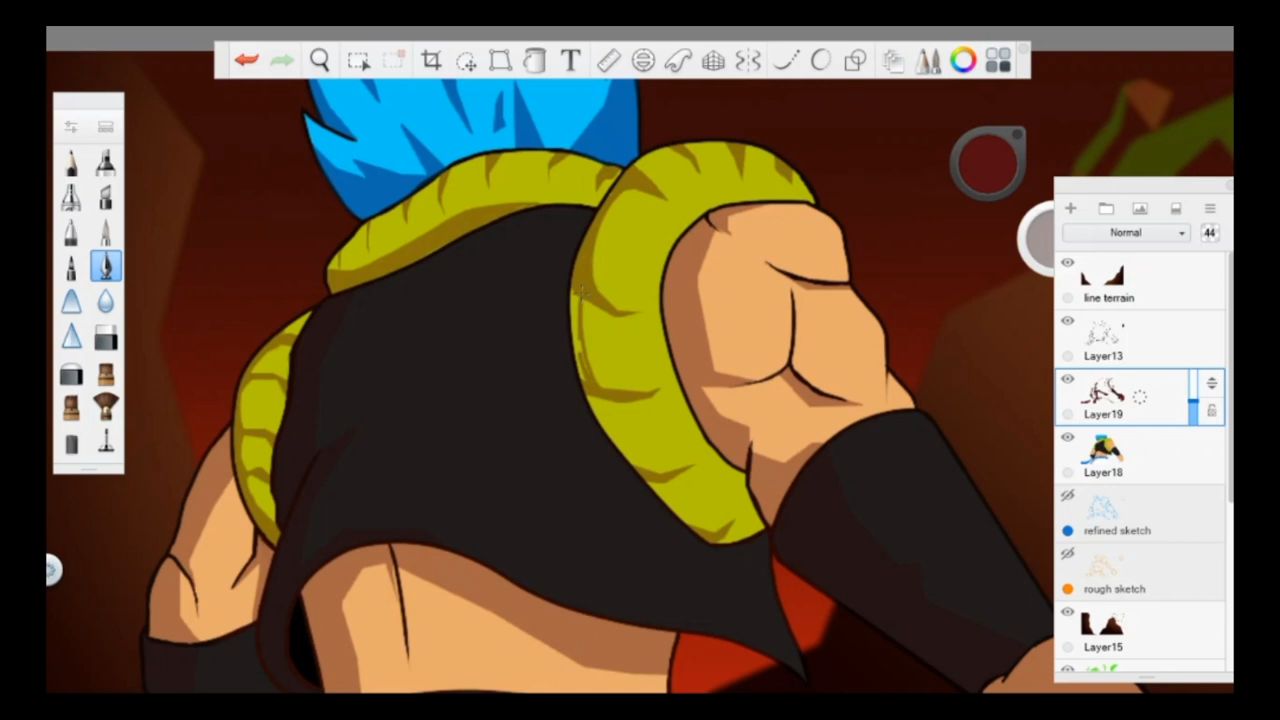 T
Normal
44
line terrain
Layer13
Layer19
Layer18
refined sketch
rough sketch
Layer15